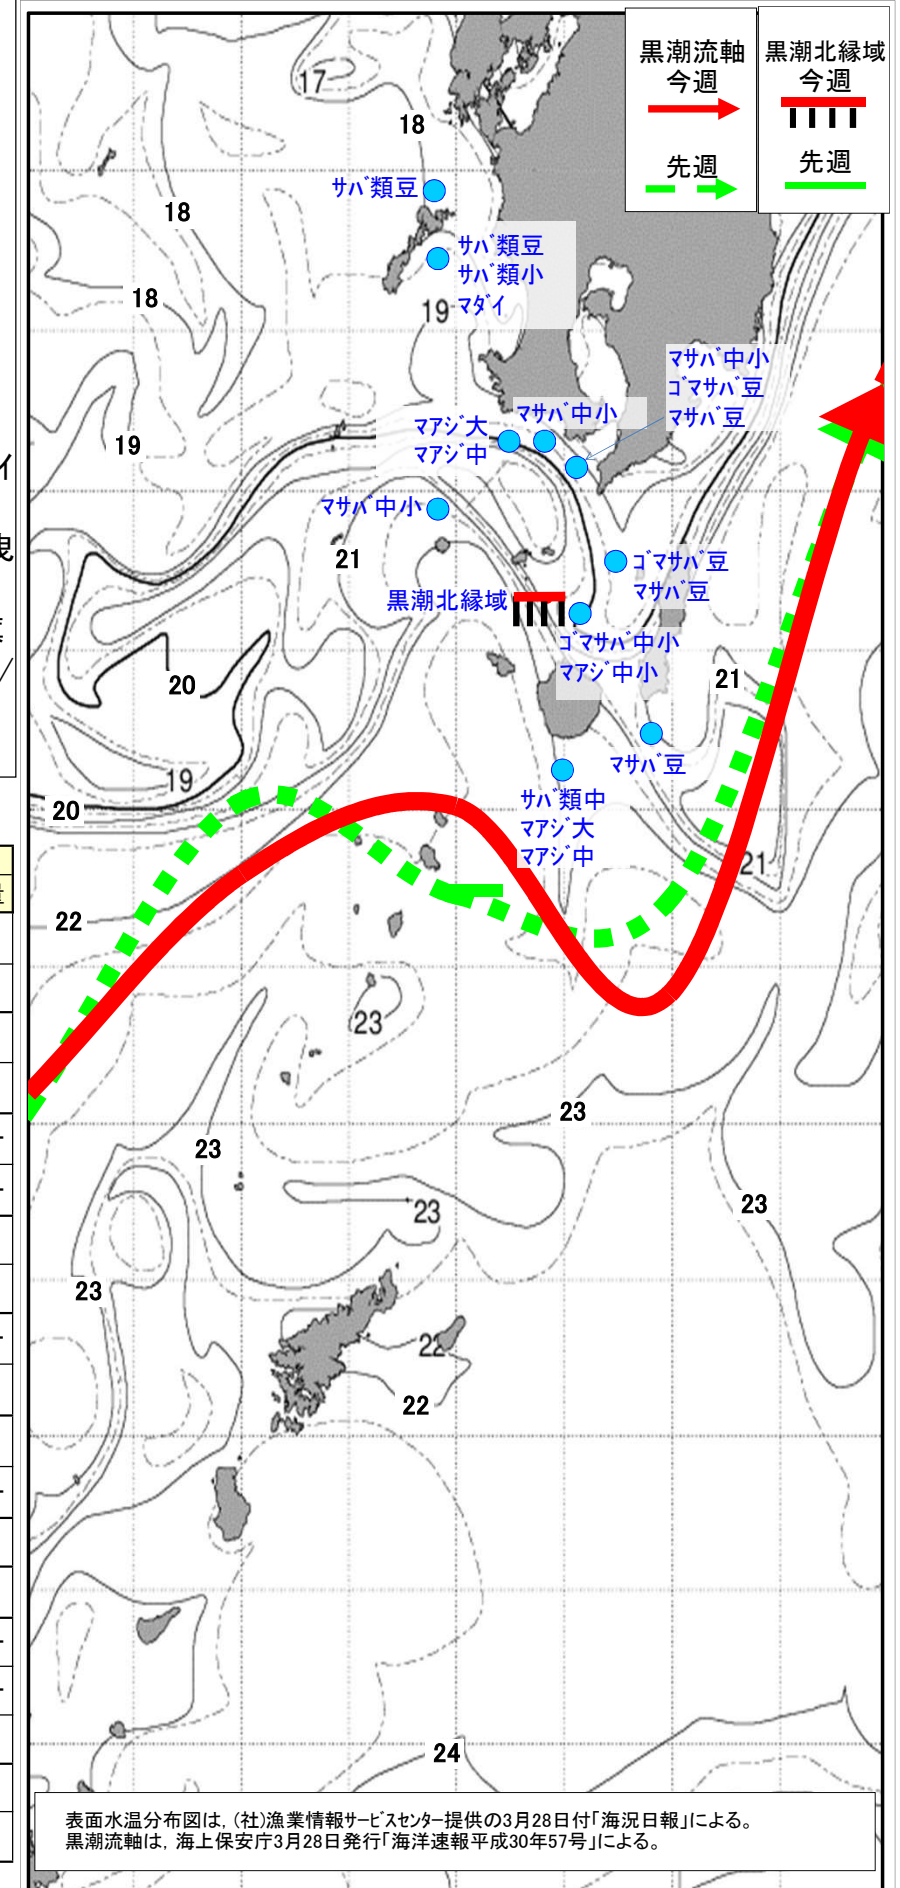 黒潮流軸
今週
先週
黒潮北縁域
今週
先週
17
18
18
サバ類豆
18
サバ類豆
サバ類小
マダイ
19
マサバ中小
ゴマサバ豆
マサバ豆
マサバ中小
マアジ大
マアジ中
19
イ
マサバ中小
曳
21
ゴマサバ豆
マサバ豆
黒潮北縁域
ゴマサバ中小
マアジ中小
20
21
マサバ豆
19
20
サバ類中
マアジ大
マアジ中
21
22
23
23
23
23
23
23
22
22
24
表面水温分布図は,(社)漁業情報サービスセンター提供の3月28日付「海況日報」による。
黒潮流軸は,海上保安庁3月28日発行「海洋速報平成30年57号」による。